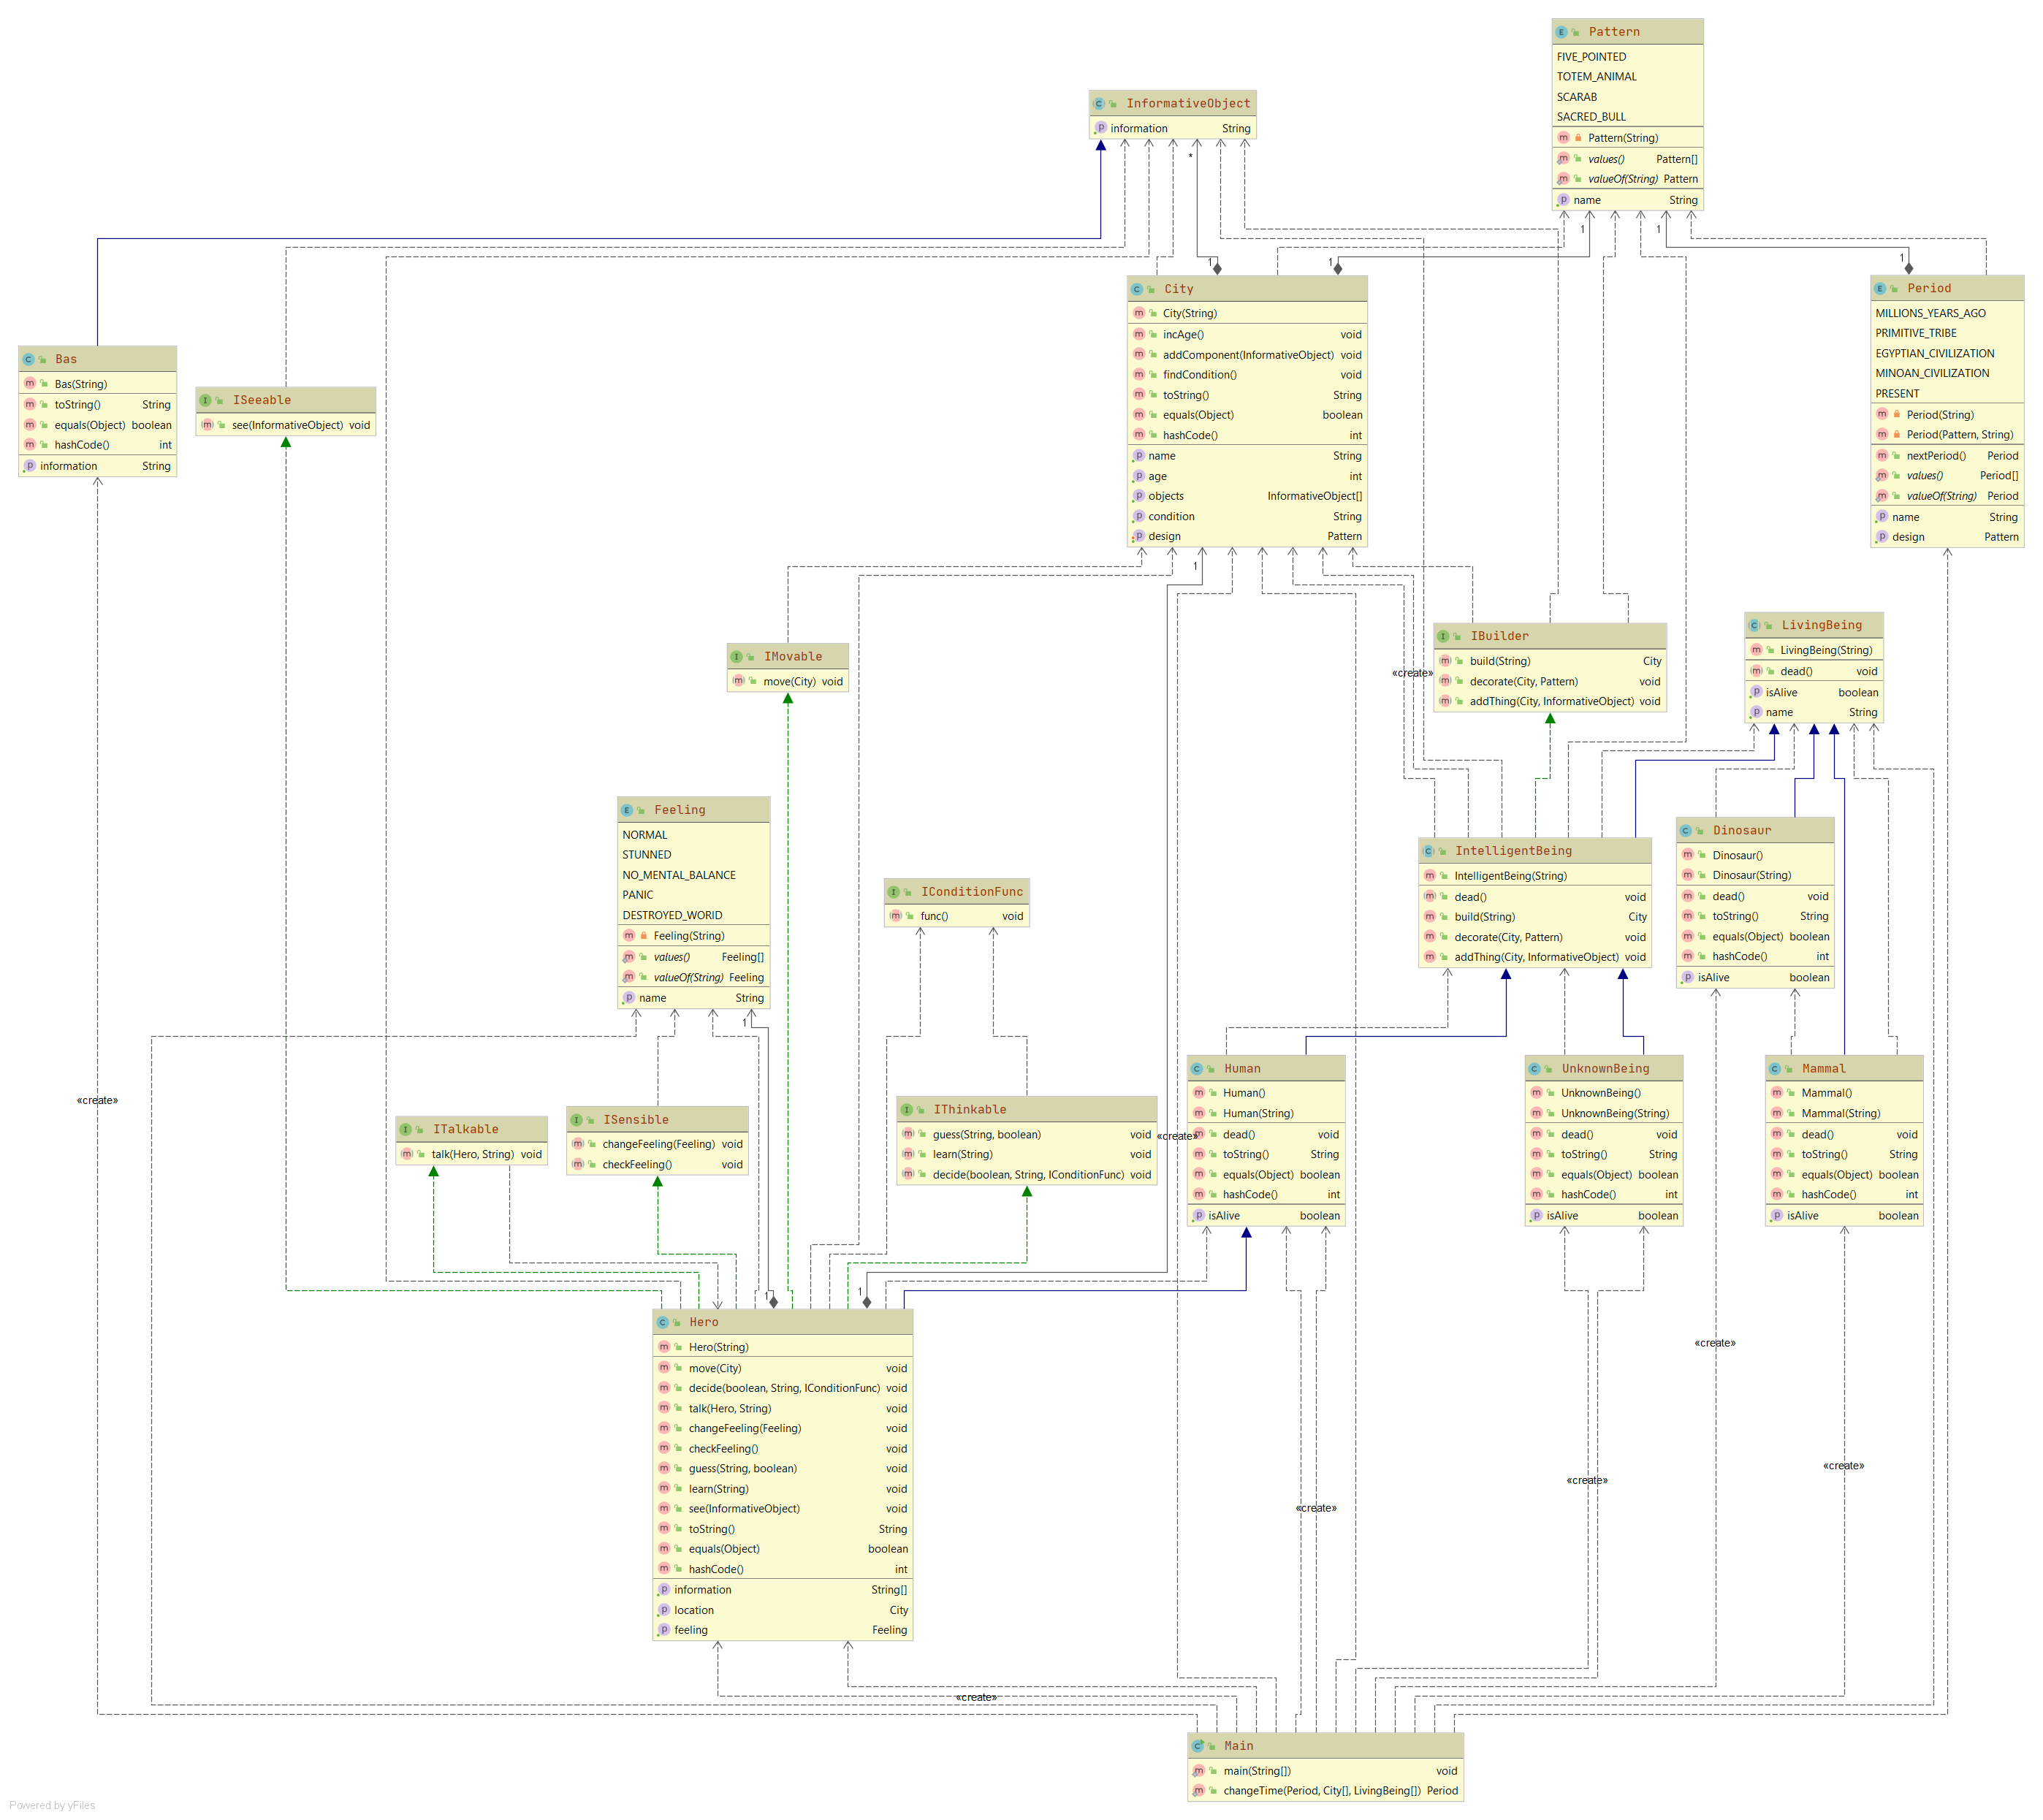 Pattern
FIVE_POINTED
TOTEM_ANIMAL
SCARAB
SACRED_BULL
Pattern(String)
values() Pattern[]
valueOf(String) Pattern
name String
InformativeObject
information String
*
1
1
1
1
1
City
City(String)
incAge() void
addComponent(InformativeObject) void
findCondition() void
toString() String
equals(Object) boolean
hashCode() int
name String
age int
objects InformativeObject[]
condition String
design Pattern
Period
MILLIONS_YEARS_AGO
PRIMITIVE_TRIBE
EGYPTIAN_CIVILIZATION
MINOAN_CIVILIZATION
PRESENT
Period(String)
Period(Pattern, String)
nextPeriod() Period
values() Period[]
valueOf(String) Period
name String
design Pattern
Bas
Bas(String)
toString() String
equals(Object) boolean
hashCode() int
information String
ISeeable
see(InformativeObject) void
1
IMovable
move(City) void
IBuilder
build(String) City
decorate(City, Pattern) void
addThing(City, InformativeObject) void
«create»
LivingBeing
LivingBeing(String)
dead() void
isAlive boolean
name String
Feeling
NORMAL
STUNNED
NO_MENTAL_BALANCE
PANIC
DESTROYED_WORlD
Feeling(String)
values() Feeling[]
valueOf(String) Feeling
name String
1
IConditionFunc
func() void
IntelligentBeing
IntelligentBeing(String)
dead() void
build(String) City
decorate(City, Pattern) void
addThing(City, InformativeObject) void
Dinosaur
Dinosaur()
Dinosaur(String)
dead() void
toString() String
equals(Object) boolean
hashCode() int
isAlive boolean
«create»
ITalkable
talk(Hero, String) void
ISensible
changeFeeling(Feeling) void
checkFeeling() void
IThinkable
guess(String, boolean) void
learn(String) void
decide(boolean, String, IConditionFunc) void
«create»
Human
Human()
Human(String)
dead() void
toString() String
equals(Object) boolean
hashCode() int
isAlive boolean
UnknownBeing
UnknownBeing()
UnknownBeing(String)
dead() void
toString() String
equals(Object) boolean
hashCode() int
isAlive boolean
Mammal
Mammal()
Mammal(String)
dead() void
toString() String
equals(Object) boolean
hashCode() int
isAlive boolean
1
1
Hero
Hero(String)
move(City) void
decide(boolean, String, IConditionFunc) void
talk(Hero, String) void
changeFeeling(Feeling) void
checkFeeling() void
guess(String, boolean) void
learn(String) void
see(InformativeObject) void
toString() String
equals(Object) boolean
hashCode() int
information String[]
location City
feeling Feeling
«create»
«create»
«create»
«create»
«create»
Main
main(String[]) void
changeTime(Period, City[], LivingBeing[]) Period
Powered by yFiles